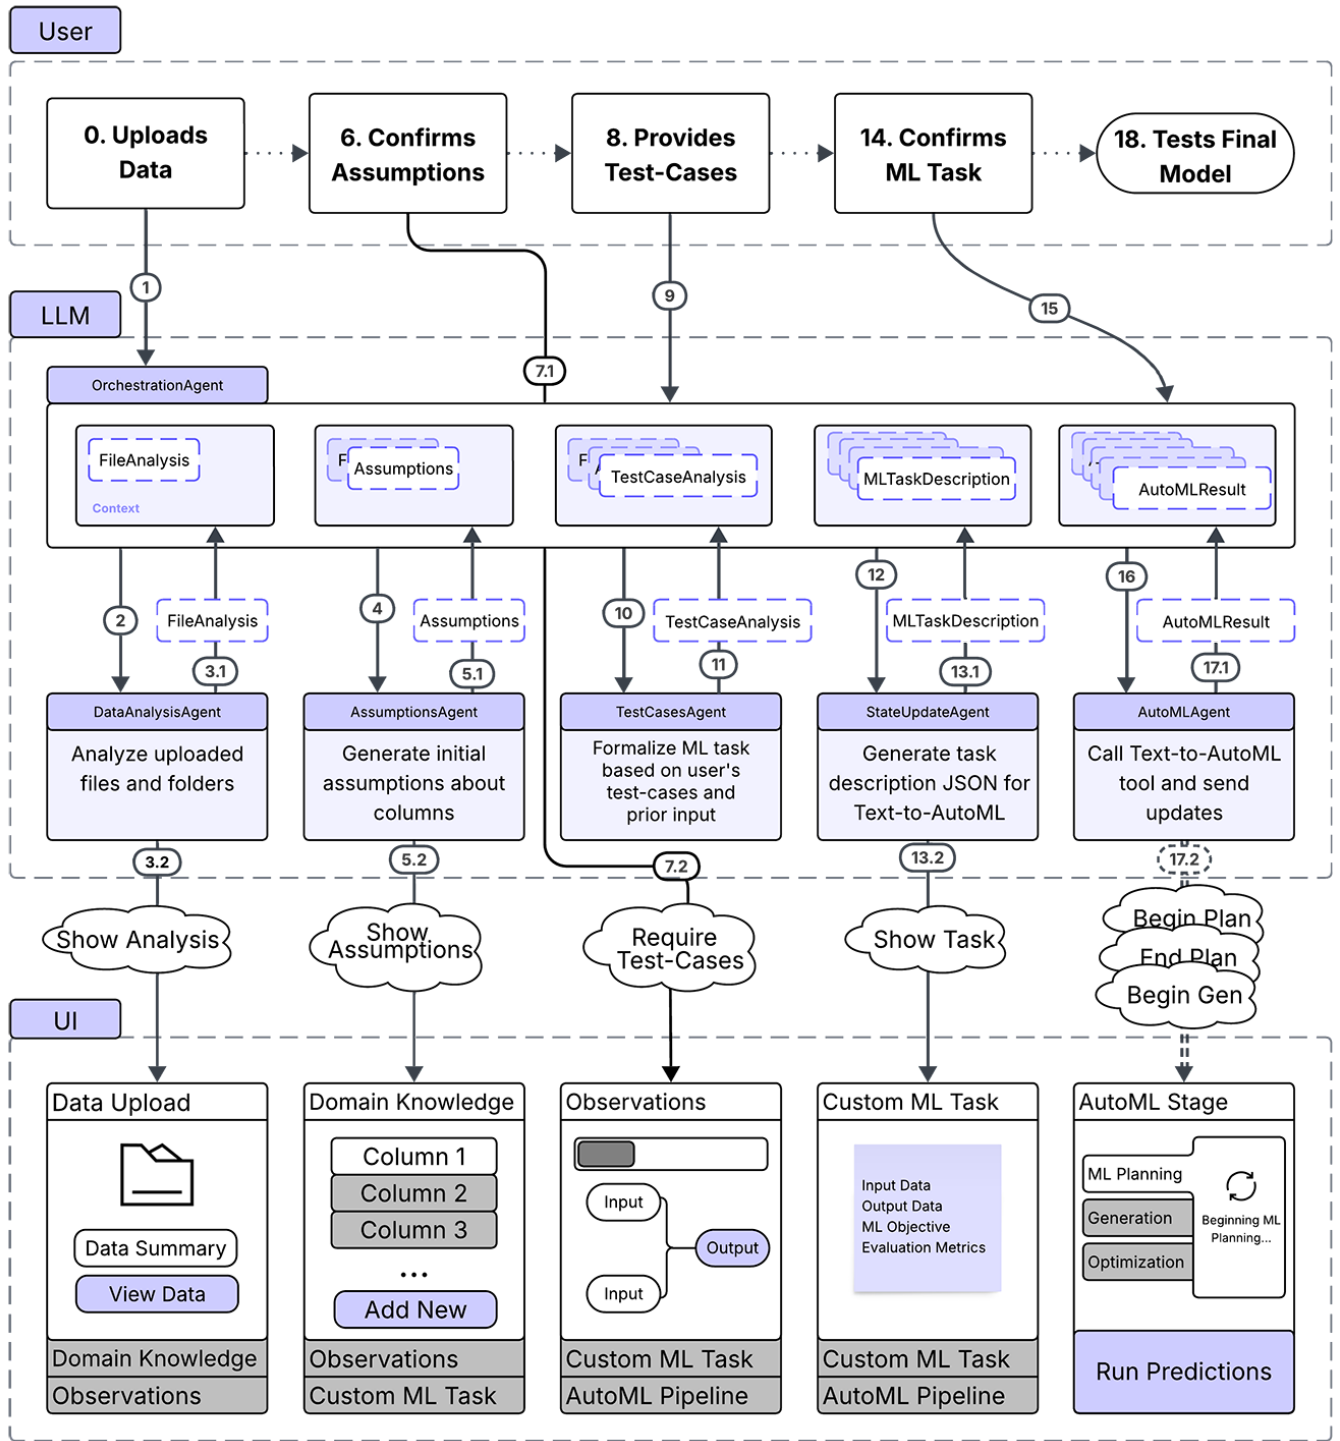 User
0. Uploads
Data
6. Confirms
Assumptions
8. Provides
Test-Cases
14. Confirms
ML Task
18. Tests Final
Model
1
9
15
LLM
7.1
OrchestrationAgent
FileAnalysis
Context
F
Assumptions
F
A
TestCaseAnalysis
MLTaskDescription
AutoMLResult
2
FileAnalysis
3.1
4
Assumptions
5.1
10
TestCaseAnalysis
11
12
MLTaskDescription
13.1
16
AutoMLResult
17.1
DataAnalysisAgent
Analyze uploaded
files and folders
AssumptionsAgent
Generate initial
assumptions about
columns
TestCasesAgent
Formalize ML task
based on user's
test-cases and
prior input
StateUpdateAgent
Generate task
description JSON for
Text-to-AutoML
AutoMLAgent
Call Text-to-AutoML
tool and send
updates
3.2
5.2
7.2
13.2
17.2
Show Analysis
Show
Assumptions
Require
Test-Cases
Show Task
Begin Plan
End Plan
Begin Gen
UI
Data Upload
Data Summary
View Data
Domain Knowledge
Observations
Domain Knowledge
Column 1
Column 2
Column 3
...
Add New
Observations
Custom ML Task
Observations
Input
Input
Output
Custom ML Task
AutoML Pipeline
Custom ML Task
Input Data
Output Data
ML Objective
Evaluation Metrics
Custom ML Task
AutoML Pipeline
AutoML Stage
ML Planning
Generation
Optimization
Beginning ML
Planning...
Run Predictions